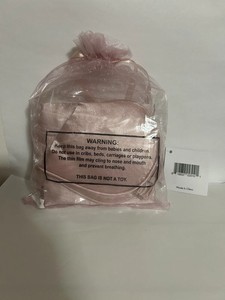 WARNING:
Keep this bag away from babies and children.
Do not use in cribs, beds, carriages or playpens.
The thin film may cling to nose and mouth
and prevent breathing.
THIS BAG IS NOT A TOY.